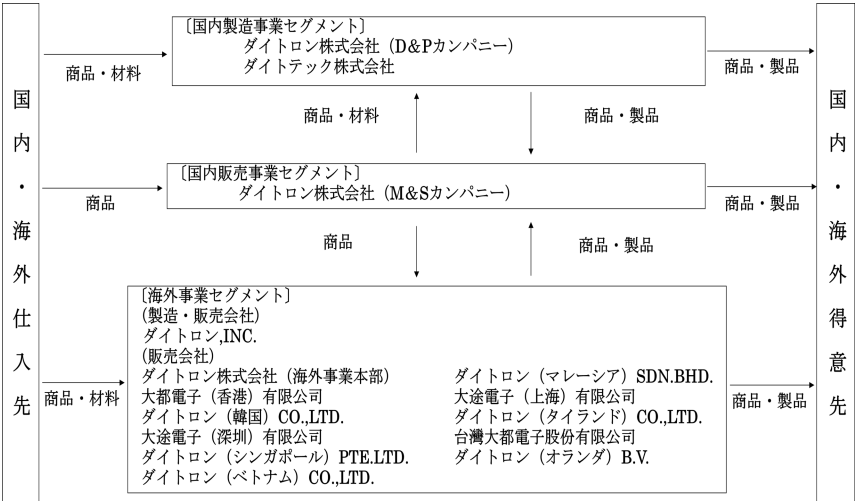 国内・海外仕入先
〔国内製造事業セグメント〕
ダイトロン株式会社(D&Pカンパニー)
ダイトテック株式会社
商品・材料
商品・製品
商品・材料
商品・製品
〔国内販売事業セグメント〕
ダイトロン株式会社(M&Sカンパニー)
商品
商品・製品
商品
商品・製品
〔海外事業セグメント〕
(製造・販売会社)
ダイトロン,INC.
(販売会社)
ダイトロン株式会社(海外事業本部)
大都電子(香港)有限公司
ダイトロン(韓国)CO.,LTD.
大途電子(深圳)有限公司
ダイトロン(シンガポール)PTE.LTD.
ダイトロン(ベトナム)CO.,LTD.
ダイトロン(マレーシア)SDN.BHD.
大途電子(上海)有限公司
ダイトロン(タイランド)CO.,LTD.
台灣大都電子股份有限公司
ダイトロン(オランダ)B.V.
商品・材料
商品・製品
国内・海外得意先